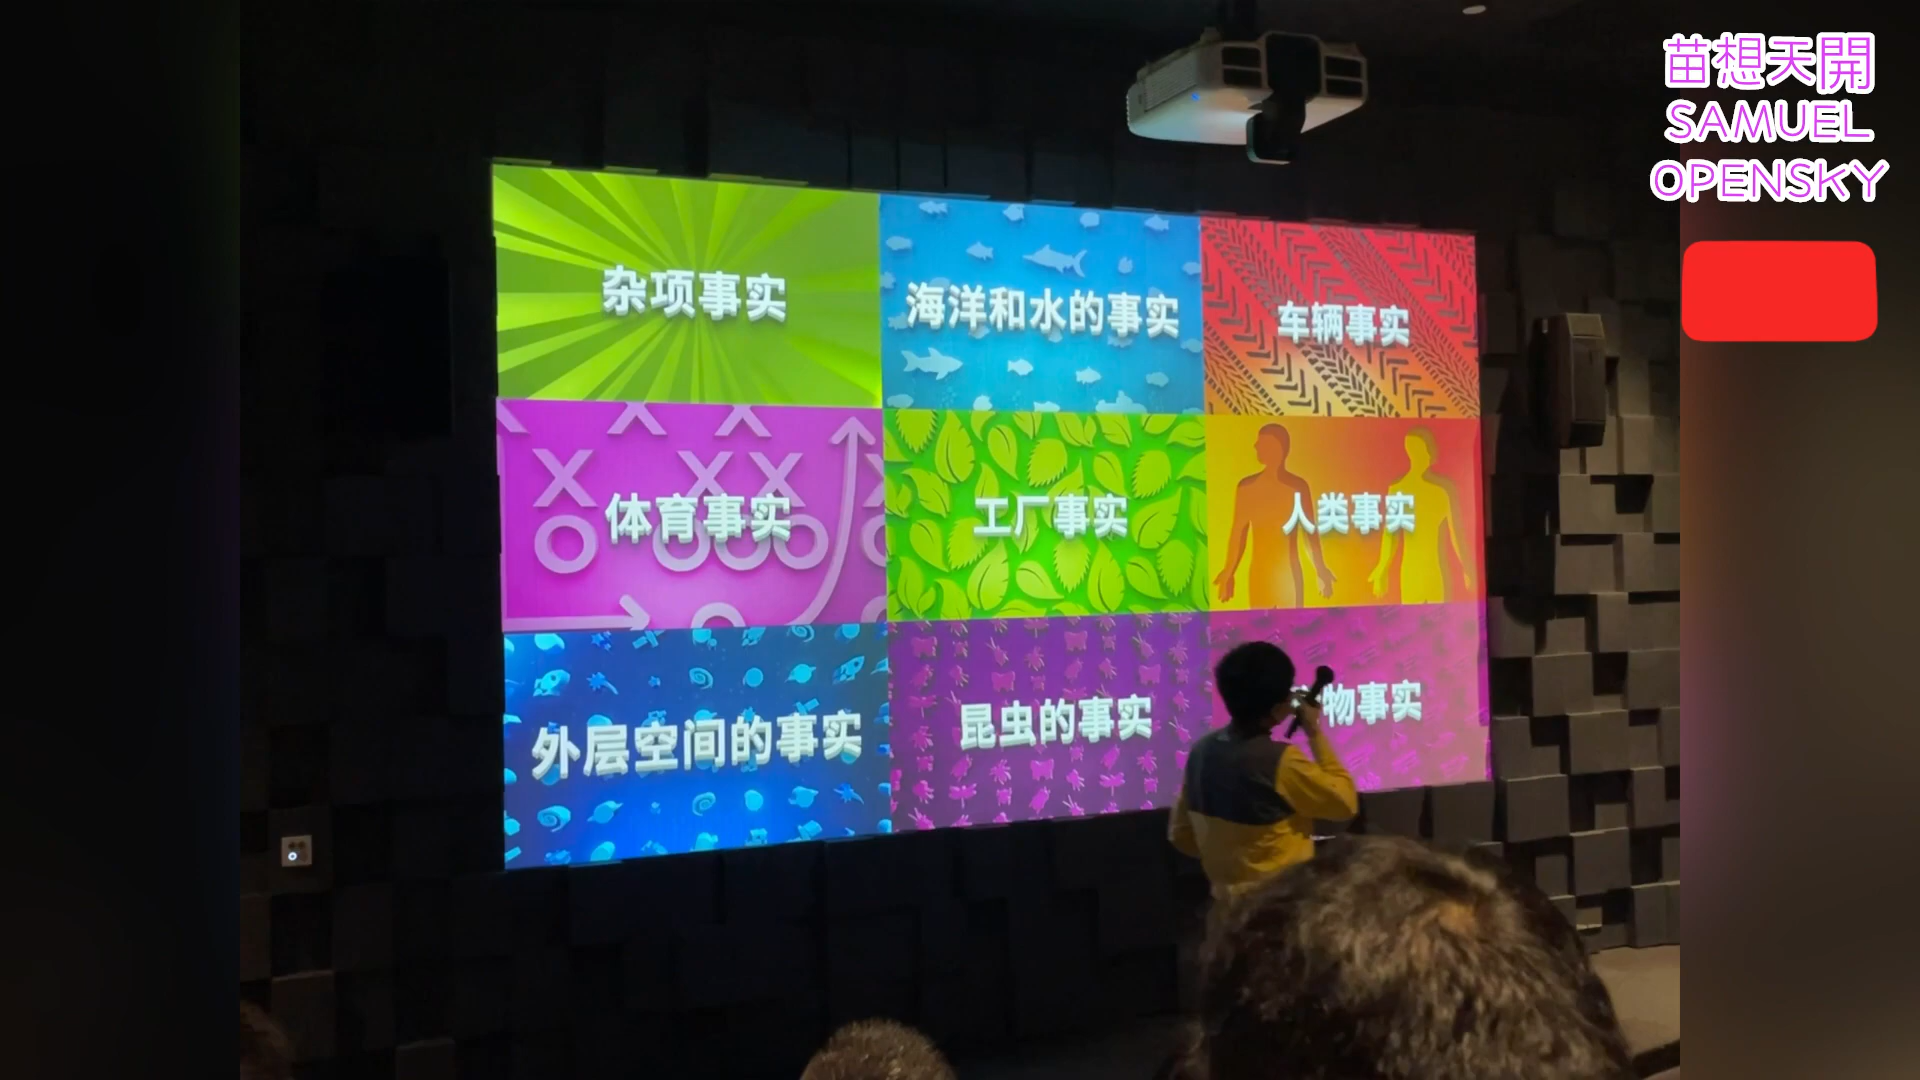 苗想天開
SAMUEL
OPENSKY
杂项事实
海洋和水的事实
车辆事实
体育事实
工厂事实
人类事实
外层空间的事实
昆虫的事实
物事实